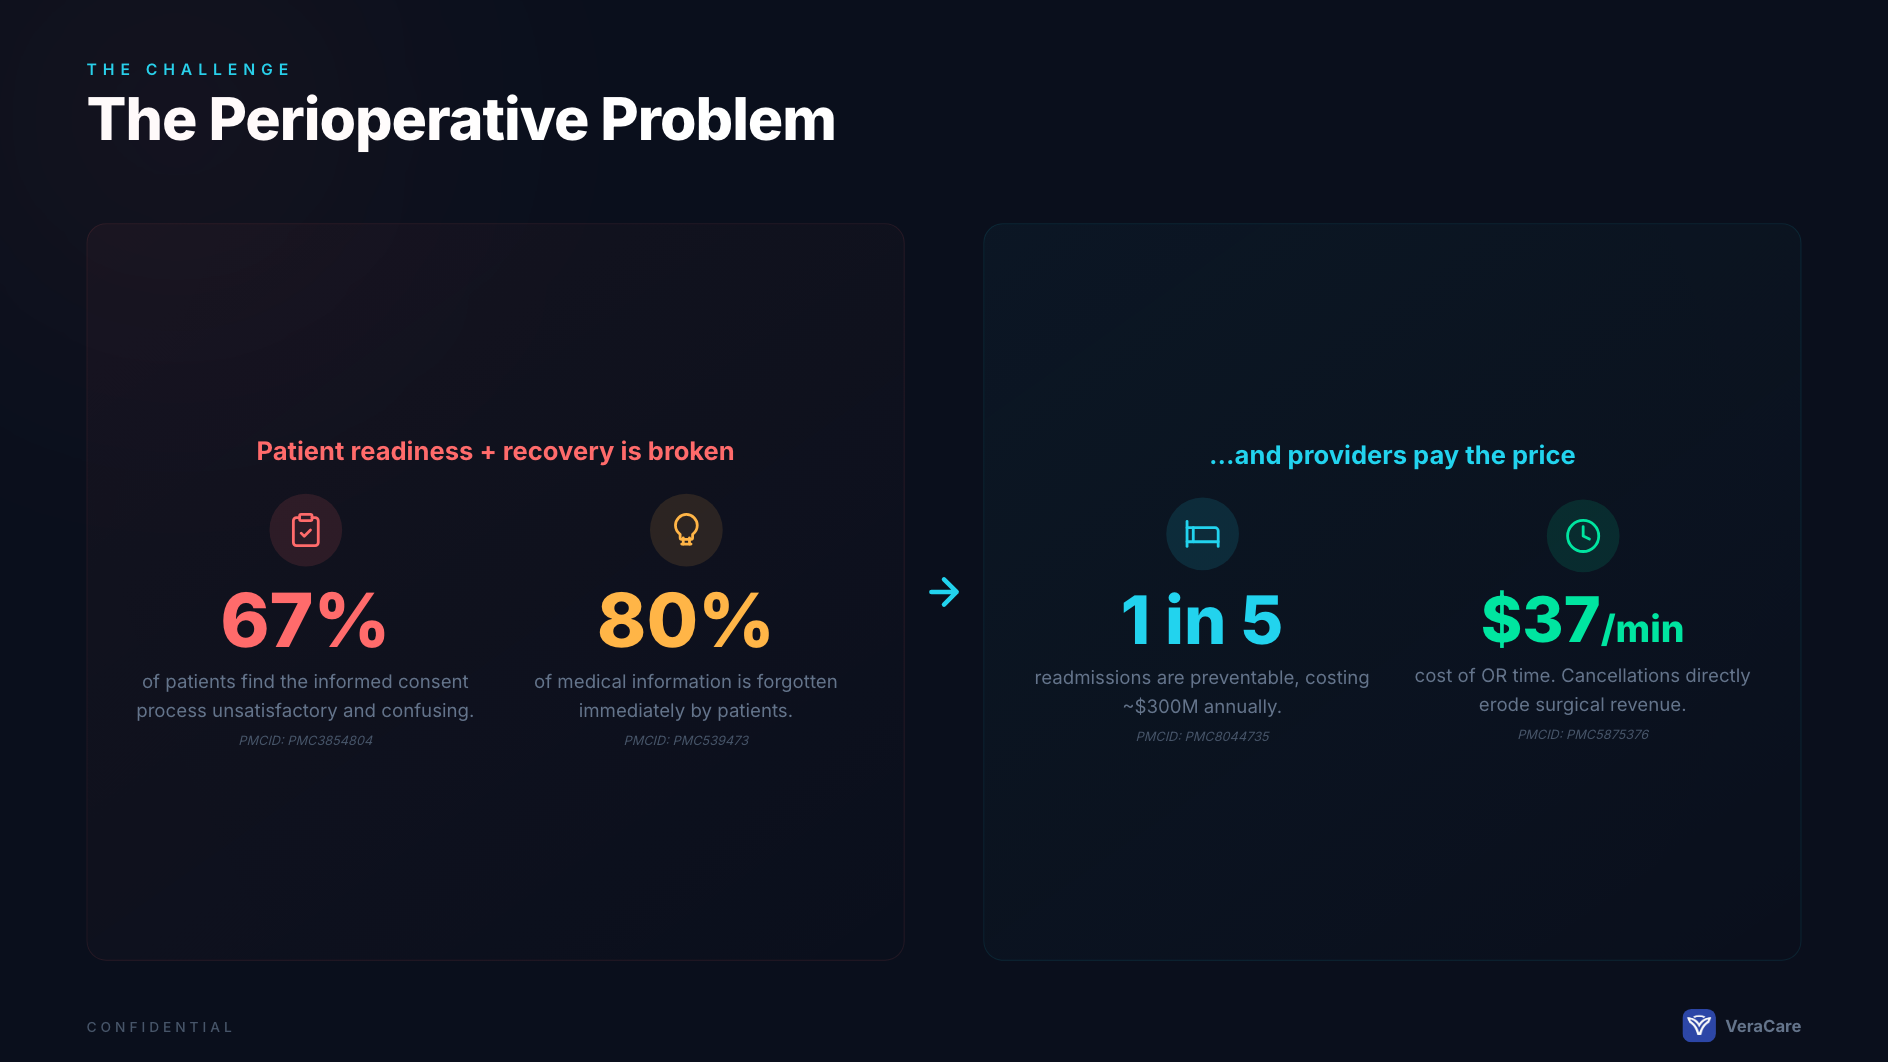 THE CHALLENGE
The Perioperative Problem
Patient readiness + recovery is broken
67%
of patients find the informed consent
process unsatisfactory and confusing.
PMCID: PMC3854804
80%
of medical information is forgotten
immediately by patients.
PMCID: PMC539473
...and providers pay the price
1 in 5
readmissions are preventable, costing
~$300M annually.
PMCID: PMC8044735
$37/min
cost of OR time. Cancellations directly
erode surgical revenue.
PMCID: PMC5875376
CONFIDENTIAL
VeraCare